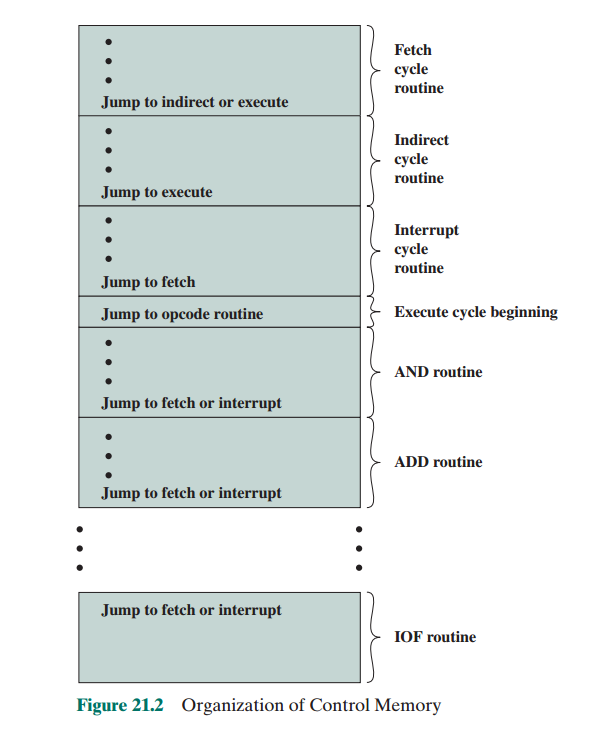 Fetch
cycle
routine
Jump to indirect or execute
Indirect
cycle
routine
Jump to execute
Interrupt
cycle
routine
Jump to fetch
Jump to opcode routine
Execute cycle beginning
AND routine
Jump to fetch or interrupt
ADD routine
Jump to fetch or interrupt
Jump to fetch or interrupt
IOF routine
Figure 21.2 Organization of Control Memory